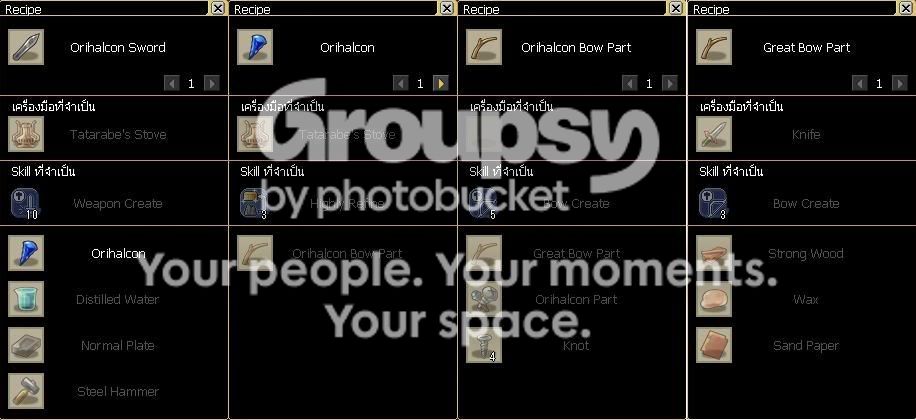 Recipe
Orihalcon Sword
1
เครื่องมือที่จำเป็น
Tatarabe's Stove
Skill ที่จำเป็น
10
Weapon Create
Orihalcon
Distilled Water
Normal Plate
Steel Hammer
Recipe
Orihalcon
1
เครื่องมือที่จำเป็น
Tatarabe's Stove
Skill ที่จำเป็น
3
Highly Refine
Orihalcon Bow Part
Recipe
Orihalcon Bow Part
1
เครื่องมือที่จำเป็น
Skill ที่จำเป็น
5
Bow Create
Great Bow Part
Orihalcon Part
4
Knot
Recipe
Great Bow Part
1
เครื่องมือที่จำเป็น
Knife
Skill ที่จำเป็น
3
Bow Create
Strong Wood
Wax
Sand Paper
Groupsy
by photobucket
Your people. Your moments.
Your space.